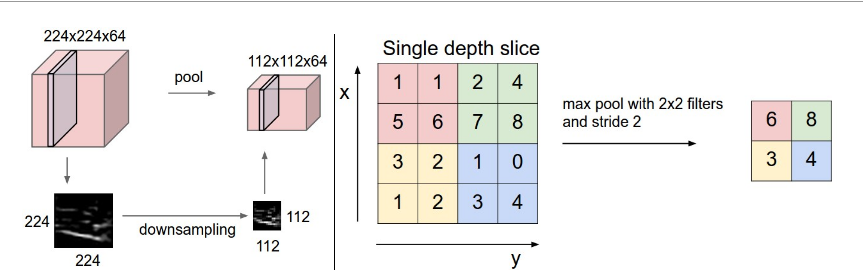 224x224x64
pool
112x112x64
224
224
downsampling
112
112
Single depth slice
x
1 1 2 4
5 6 7 8
3 2 1 0
1 2 3 4
y
max pool with 2x2 filters
and stride 2
6 8
3 4